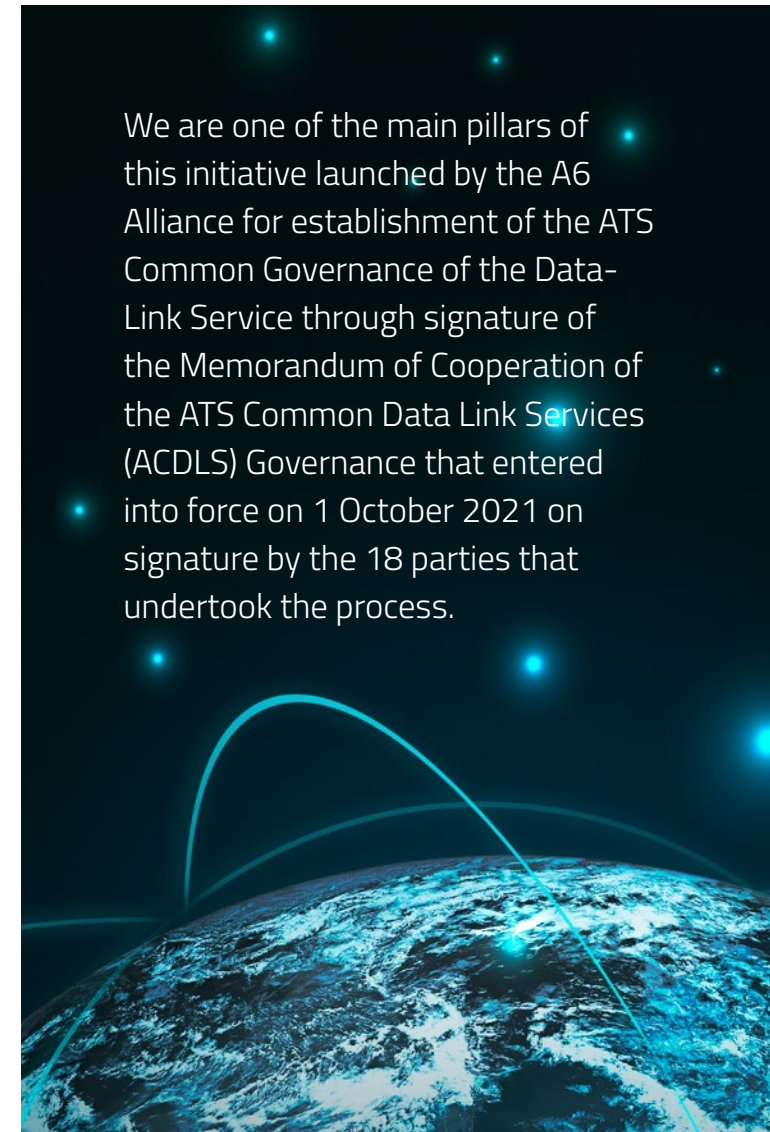 We are one of the main pillars of
this initiative launched by the A6
Alliance for establishment of the ATS
Common Governance of the Data-
Link Service through signature of
the Memorandum of Cooperation of
the ATS Common Data Link Services
(ACDLS) Governance that entered
into force on 1 October 2021 on
signature by the 18 parties that
undertook the process.